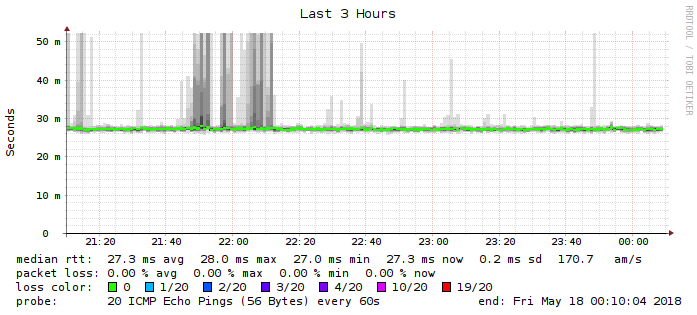 Last 3 Hours
RRDTOOL / TOBI OETIKER
Seconds
50 m
40 m
30 m
20 m
10 m
0
21:20 21:40 22:00 22:20 22:40 23:00 23:20 23:40 00:00
median rtt: 27.3 ms avg 28.0 ms max 27.0 ms min 27.3 ms now 0.2 ms sd 170.7 am/s
packet loss: 0.00 % avg 0.00 % max 0.00 % min 0.00 % now
loss color: 0 1/20 2/20 3/20 4/20 10/20 19/20
probe: 20 ICMP Echo Pings (56 Bytes) every 60s end: Fri May 18 00:10:04 2018